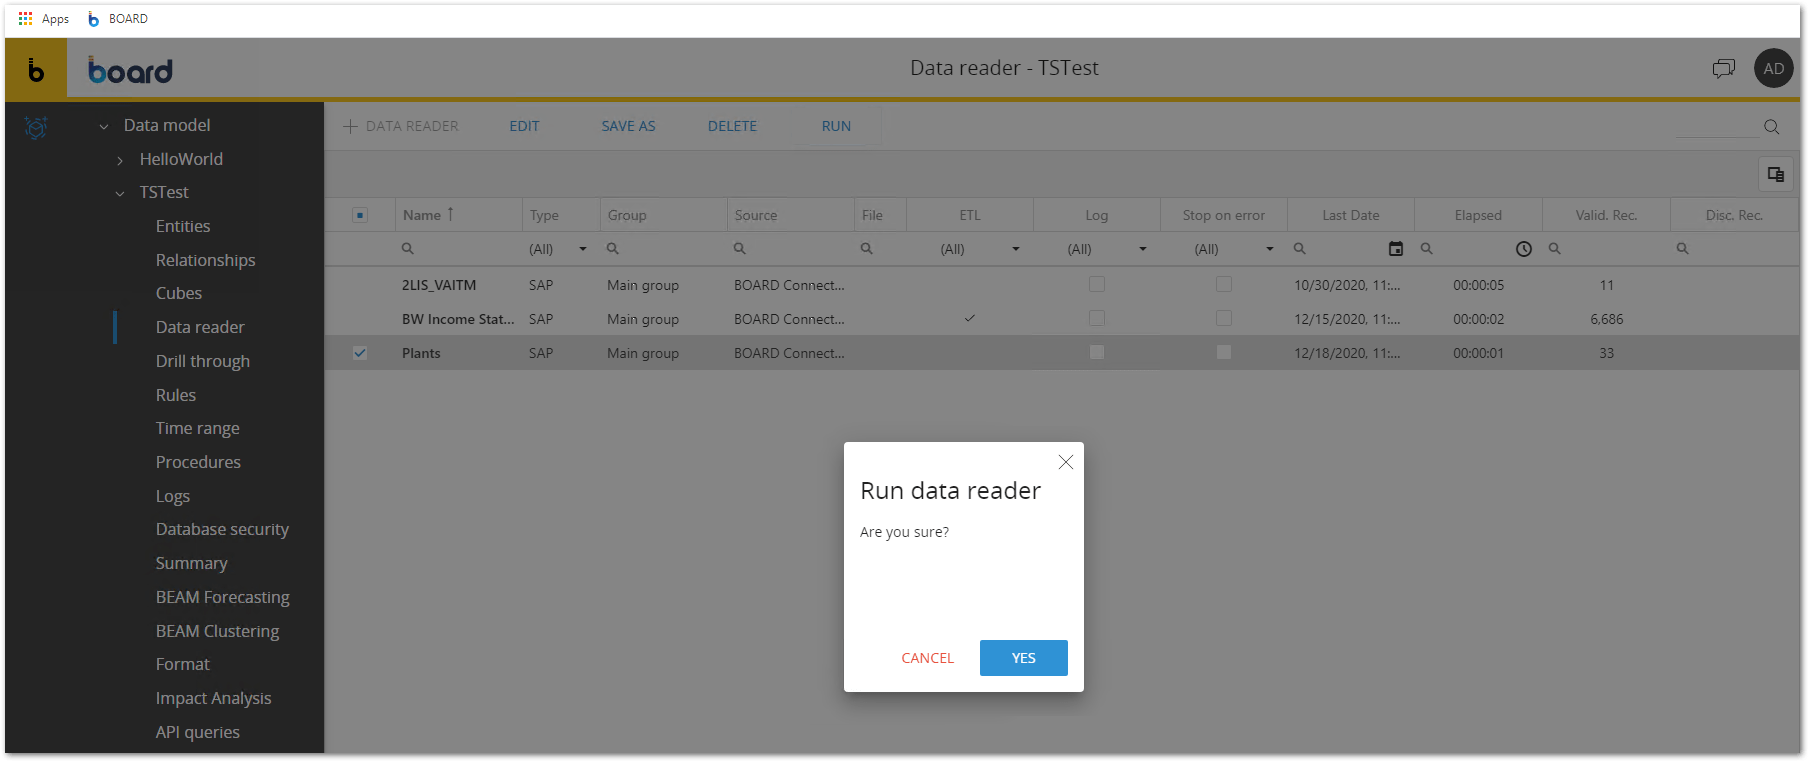 Apps BOARD
b board Data reader - TSTest AD
Data model
HelloWorld
TSTest
Entities
Relationships
Cubes
Data reader
Drill through
Rules
Time range
Procedures
Logs
Database security
Summary
BEAM Forecasting
BEAM Clustering
Format
Impact Analysis
API queries
DATA READER EDIT SAVE AS DELETE RUN
Name Type Group Source File ETL Log Stop on error Last Date Elapsed Valid. Rec. Disc. Rec.
(All) (All) (All) (All)
2LIS_VAITM SAP Main group BOARD Connect... 10/30/2020, 11:... 00:00:05 11
BW Income Stat... SAP Main group BOARD Connect... 12/15/2020, 11:... 00:00:02 6,686
Plants SAP Main group BOARD Connect... 12/18/2020, 11:... 00:00:01 33
Run data reader
Are you sure?
CANCEL YES